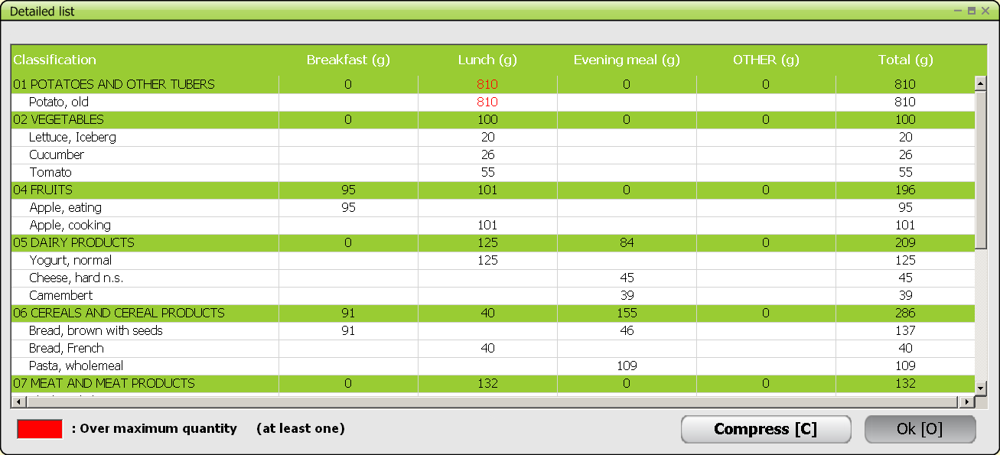 Detailed list
Classification Breakfast (g) Lunch (g) Evening meal (g) OTHER (g) Total (g)
01 POTATOES AND OTHER TUBERS 0 810 0 0 810
Potato, old 810 810
02 VEGETABLES 0 100 0 0 100
Lettuce, Iceberg 20 20
Cucumber 26 26
Tomato 55 55
04 FRUITS 95 101 0 0 196
Apple, eating 95 95
Apple, cooking 101 101
05 DAIRY PRODUCTS 0 125 84 0 209
Yogurt, normal 125 125
Cheese, hard n.s. 45 45
Camembert 39 39
06 CEREALS AND CEREAL PRODUCTS 91 40 155 0 286
Bread, brown with seeds 91 46 137
Bread, French 40 40
Pasta, wholemeal 109 109
07 MEAT AND MEAT PRODUCTS 0 132 0 0 132
: Over maximum quantity (at least one) Compress [C] Ok [O]